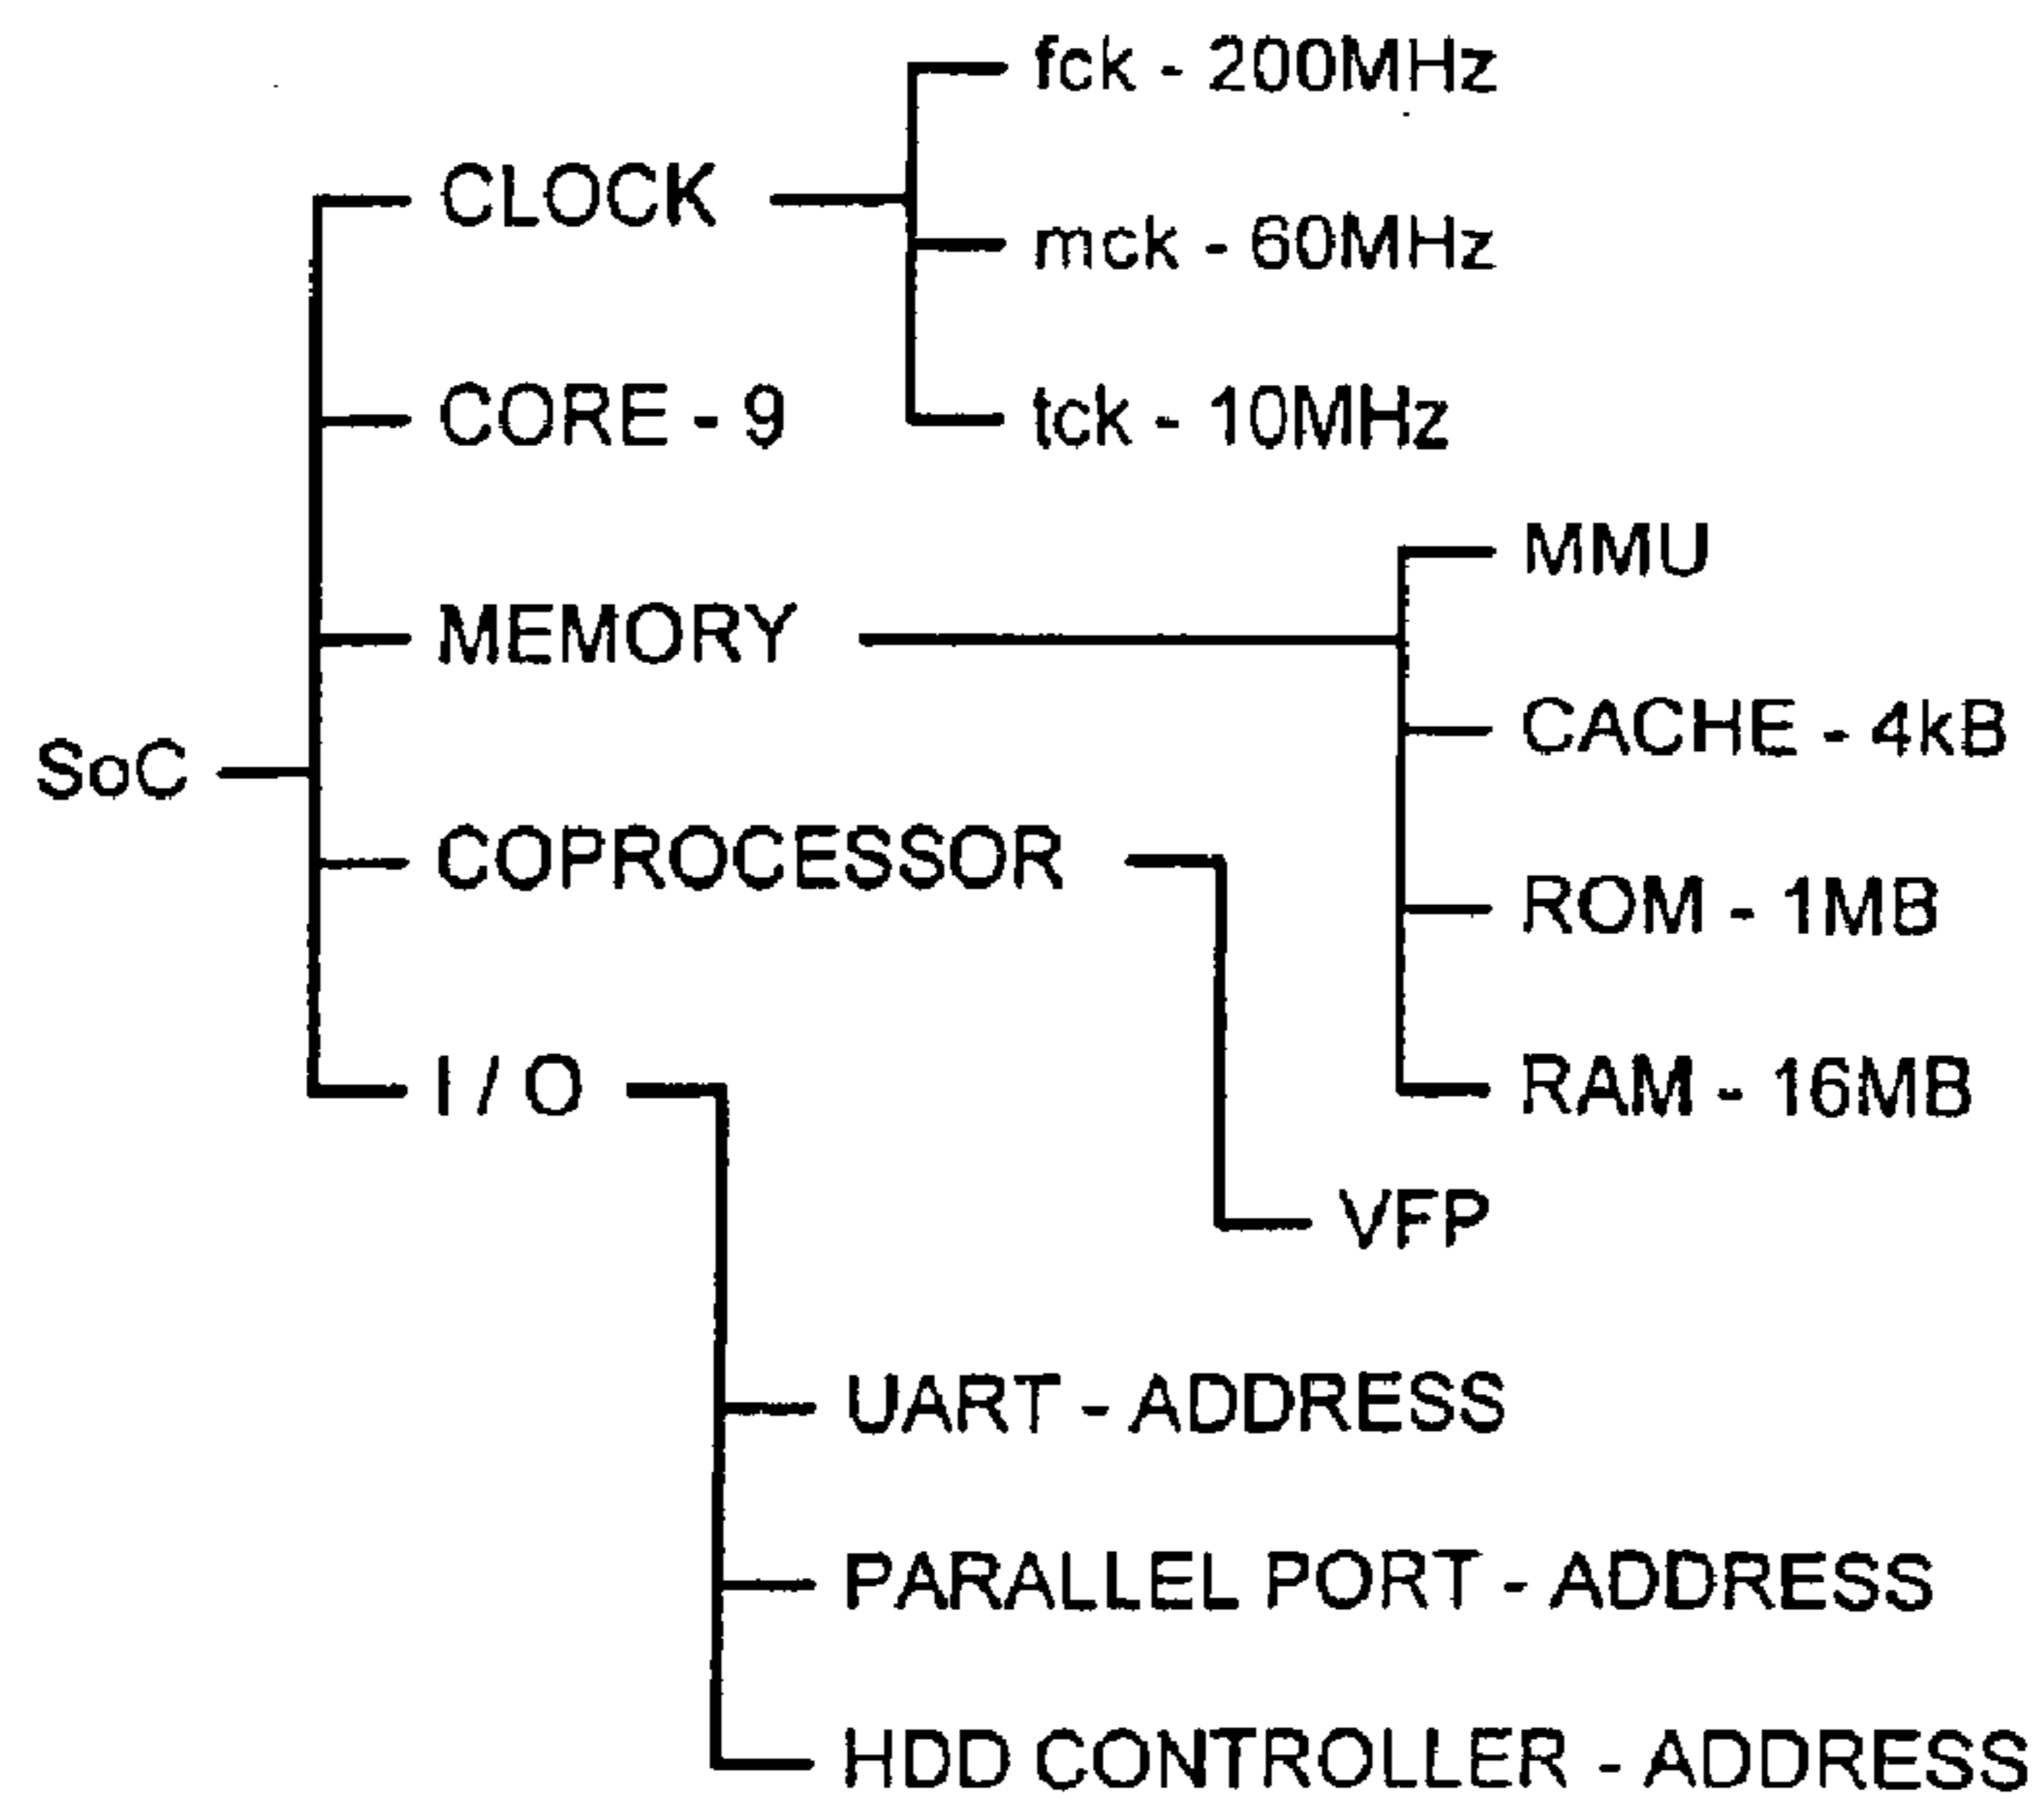 fck - 200MHz
CLOCK
mck - 60MHz
CORE - 9
tck - 10MHz
MMU
MEMORY
CACHE - 4kB
SoC
COPROCESSOR
ROM - 1MB
I / O
RAM - 16MB
VFP
UART - ADDRESS
PARALLEL PORT - ADDRESS
HDD CONTROLLER - ADDRESS